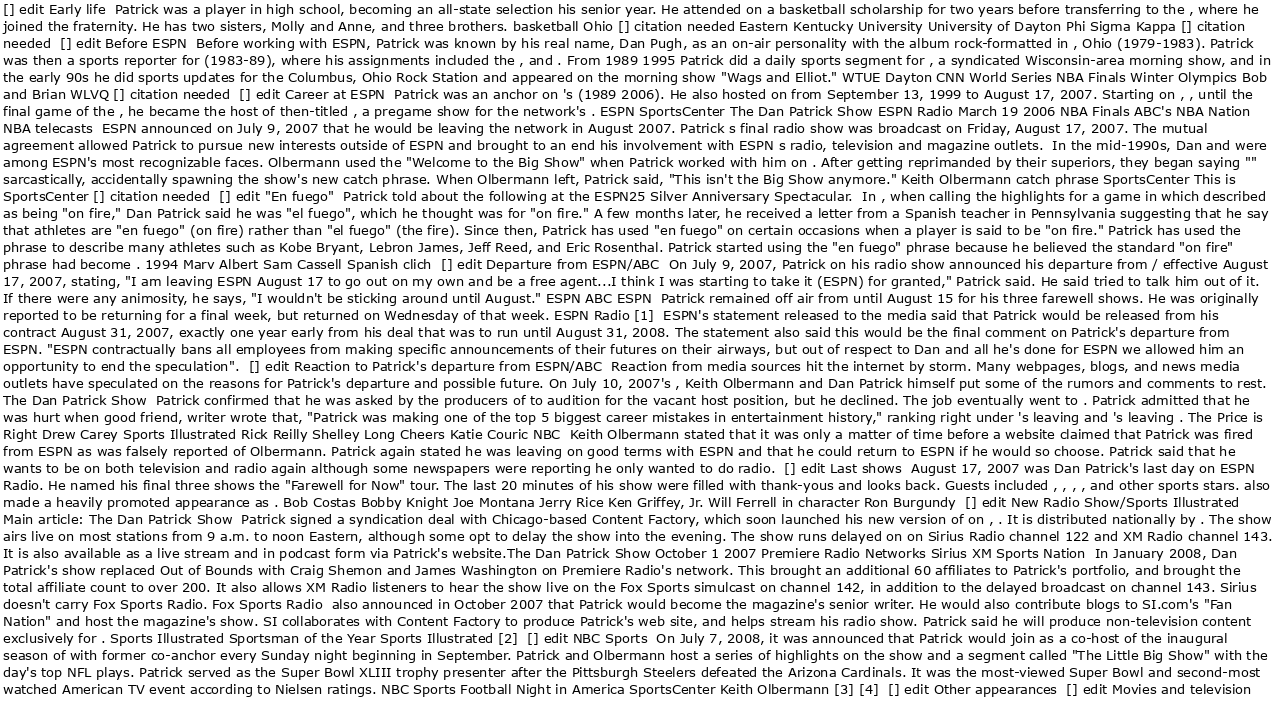 [] edit Early life  Patrick was a player in high school, becoming an all-state selection his senior year. He attended on a basketball scholarship for two years before transferring to the , where he
joined the fraternity. He has two sisters, Molly and Anne, and three brothers. basketball Ohio [] citation needed Eastern Kentucky University University of Dayton Phi Sigma Kappa [] citation
needed  [] edit Before ESPN  Before working with ESPN, Patrick was known by his real name, Dan Pugh, as an on-air personality with the album rock-formatted in , Ohio (1979-1983). Patrick
was then a sports reporter for (1983-89), where his assignments included the , and . From 1989 1995 Patrick did a daily sports segment for , a syndicated Wisconsin-area morning show, and in
the early 90s he did sports updates for the Columbus, Ohio Rock Station and appeared on the morning show "Wags and Elliot." WTUE Dayton CNN World Series NBA Finals Winter Olympics Bob
and Brian WLVQ [] citation needed  [] edit Career at ESPN  Patrick was an anchor on 's (1989 2006). He also hosted on from September 13, 1999 to August 17, 2007. Starting on , , until the
final game of the , he became the host of then-titled , a pregame show for the network's . ESPN SportsCenter The Dan Patrick Show ESPN Radio March 19 2006 NBA Finals ABC's NBA Nation
NBA telecasts  ESPN announced on July 9, 2007 that he would be leaving the network in August 2007. Patrick s final radio show was broadcast on Friday, August 17, 2007. The mutual
agreement allowed Patrick to pursue new interests outside of ESPN and brought to an end his involvement with ESPN s radio, television and magazine outlets.  In the mid-1990s, Dan and were
among ESPN's most recognizable faces. Olbermann used the "Welcome to the Big Show" when Patrick worked with him on . After getting reprimanded by their superiors, they began saying ""
sarcastically, accidentally spawning the show's new catch phrase. When Olbermann left, Patrick said, "This isn't the Big Show anymore." Keith Olbermann catch phrase SportsCenter This is
SportsCenter [] citation needed  [] edit "En fuego"  Patrick told about the following at the ESPN25 Silver Anniversary Spectacular.  In , when calling the highlights for a game in which described
as being "on fire," Dan Patrick said he was "el fuego", which he thought was for "on fire." A few months later, he received a letter from a Spanish teacher in Pennsylvania suggesting that he say
that athletes are "en fuego" (on fire) rather than "el fuego" (the fire). Since then, Patrick has used "en fuego" on certain occasions when a player is said to be "on fire." Patrick has used the
phrase to describe many athletes such as Kobe Bryant, Lebron James, Jeff Reed, and Eric Rosenthal. Patrick started using the "en fuego" phrase because he believed the standard "on fire"
phrase had become . 1994 Marv Albert Sam Cassell Spanish clich  [] edit Departure from ESPN/ABC  On July 9, 2007, Patrick on his radio show announced his departure from / effective August
17, 2007, stating, "I am leaving ESPN August 17 to go out on my own and be a free agent...I think I was starting to take it (ESPN) for granted," Patrick said. He said tried to talk him out of it.
If there were any animosity, he says, "I wouldn't be sticking around until August." ESPN ABC ESPN  Patrick remained off air from until August 15 for his three farewell shows. He was originally
reported to be returning for a final week, but returned on Wednesday of that week. ESPN Radio [1]  ESPN's statement released to the media said that Patrick would be released from his
contract August 31, 2007, exactly one year early from his deal that was to run until August 31, 2008. The statement also said this would be the final comment on Patrick's departure from
ESPN. "ESPN contractually bans all employees from making specific announcements of their futures on their airways, but out of respect to Dan and all he's done for ESPN we allowed him an
opportunity to end the speculation".  [] edit Reaction to Patrick's departure from ESPN/ABC  Reaction from media sources hit the internet by storm. Many webpages, blogs, and news media
outlets have speculated on the reasons for Patrick's departure and possible future. On July 10, 2007's , Keith Olbermann and Dan Patrick himself put some of the rumors and comments to rest.
The Dan Patrick Show  Patrick confirmed that he was asked by the producers of to audition for the vacant host position, but he declined. The job eventually went to . Patrick admitted that he
was hurt when good friend, writer wrote that, "Patrick was making one of the top 5 biggest career mistakes in entertainment history," ranking right under 's leaving and 's leaving . The Price is
Right Drew Carey Sports Illustrated Rick Reilly Shelley Long Cheers Katie Couric NBC  Keith Olbermann stated that it was only a matter of time before a website claimed that Patrick was fired
from ESPN as was falsely reported of Olbermann. Patrick again stated he was leaving on good terms with ESPN and that he could return to ESPN if he would so choose. Patrick said that he
wants to be on both television and radio again although some newspapers were reporting he only wanted to do radio.  [] edit Last shows  August 17, 2007 was Dan Patrick's last day on ESPN
Radio. He named his final three shows the "Farewell for Now" tour. The last 20 minutes of his show were filled with thank-yous and looks back. Guests included , , , , and other sports stars. also
made a heavily promoted appearance as . Bob Costas Bobby Knight Joe Montana Jerry Rice Ken Griffey, Jr. Will Ferrell in character Ron Burgundy  [] edit New Radio Show/Sports Illustrated
Main article: The Dan Patrick Show  Patrick signed a syndication deal with Chicago-based Content Factory, which soon launched his new version of on , . It is distributed nationally by . The show
airs live on most stations from 9 a.m. to noon Eastern, although some opt to delay the show into the evening. The show runs delayed on on Sirius Radio channel 122 and XM Radio channel 143.
It is also available as a live stream and in podcast form via Patrick's website.The Dan Patrick Show October 1 2007 Premiere Radio Networks Sirius XM Sports Nation  In January 2008, Dan
Patrick's show replaced Out of Bounds with Craig Shemon and James Washington on Premiere Radio's network. This brought an additional 60 affiliates to Patrick's portfolio, and brought the
total affiliate count to over 200. It also allows XM Radio listeners to hear the show live on the Fox Sports simulcast on channel 142, in addition to the delayed broadcast on channel 143. Sirius
doesn't carry Fox Sports Radio. Fox Sports Radio  also announced in October 2007 that Patrick would become the magazine's senior writer. He would also contribute blogs to SI.com's "Fan
Nation" and host the magazine's show. SI collaborates with Content Factory to produce Patrick's web site, and helps stream his radio show. Patrick said he will produce non-television content
exclusively for . Sports Illustrated Sportsman of the Year Sports Illustrated [2]  [] edit NBC Sports  On July 7, 2008, it was announced that Patrick would join as a co-host of the inaugural
season of with former co-anchor every Sunday night beginning in September. Patrick and Olbermann host a series of highlights on the show and a segment called "The Little Big Show" with the
day's top NFL plays. Patrick served as the Super Bowl XLIII trophy presenter after the Pittsburgh Steelers defeated the Arizona Cardinals. It was the most-viewed Super Bowl and second-most
watched American TV event according to Nielsen ratings. NBC Sports Football Night in America SportsCenter Keith Olbermann [3] [4]  [] edit Other appearances  [] edit Movies and television